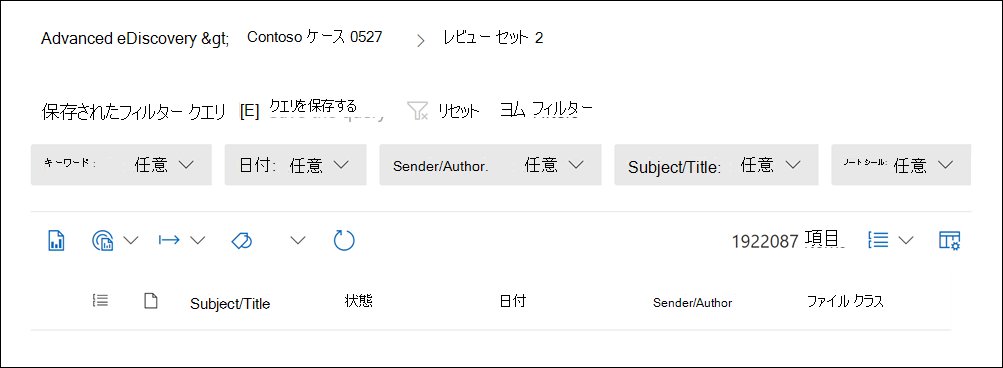 Advanced eDiscovery &gt; Contoso ケース 0527 > レビュー セット 2
保存されたフィルター クエリ [E] クエリを保存する リセット ヨム フィルター
キーワード : 任意 日付: 任意 Sender/Author. 任意 Subject/Title: 任意 ノートシール: 任意
1922087 項目
Subject/Title 状態 日付 Sender/Author ファイル クラス